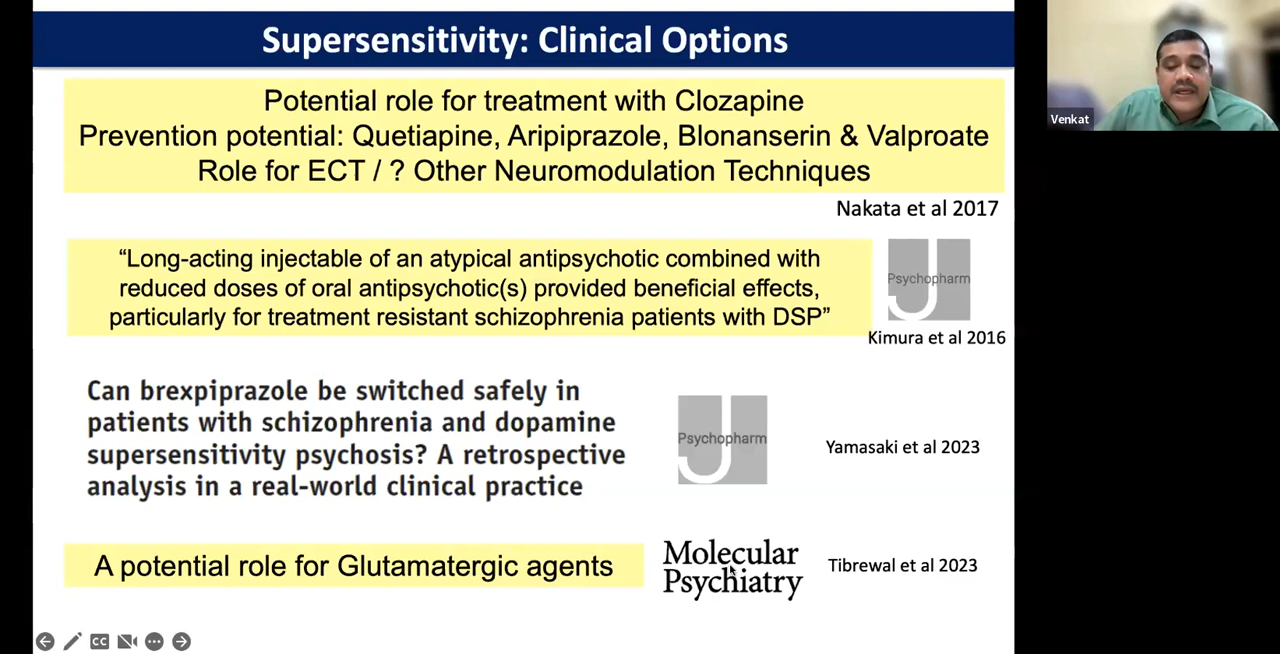 Supersensitivity: Clinical Options
Potential role for treatment with Clozapine
Prevention potential: Quetiapine, Aripiprazole, Blonanserin & Valproate
Role for ECT / ? Other Neuromodulation Techniques
Nakata et al 2017
“Long-acting injectable of an atypical antipsychotic combined with
reduced doses of oral antipsychotic(s) provided beneficial effects,
particularly for treatment resistant schizophrenia patients with DSP”
J
Psychopharm
Kimura et al 2016
Can brexpiprazole be switched safely in
patients with schizophrenia and dopamine
supersensitivity psychosis? A retrospective
analysis in a real-world clinical practice
J
Psychopharm
Yamasaki et al 2023
A potential role for Glutamatergic agents
Molecular
Psychiatry
Tibrewal et al 2023
CC
Venkat